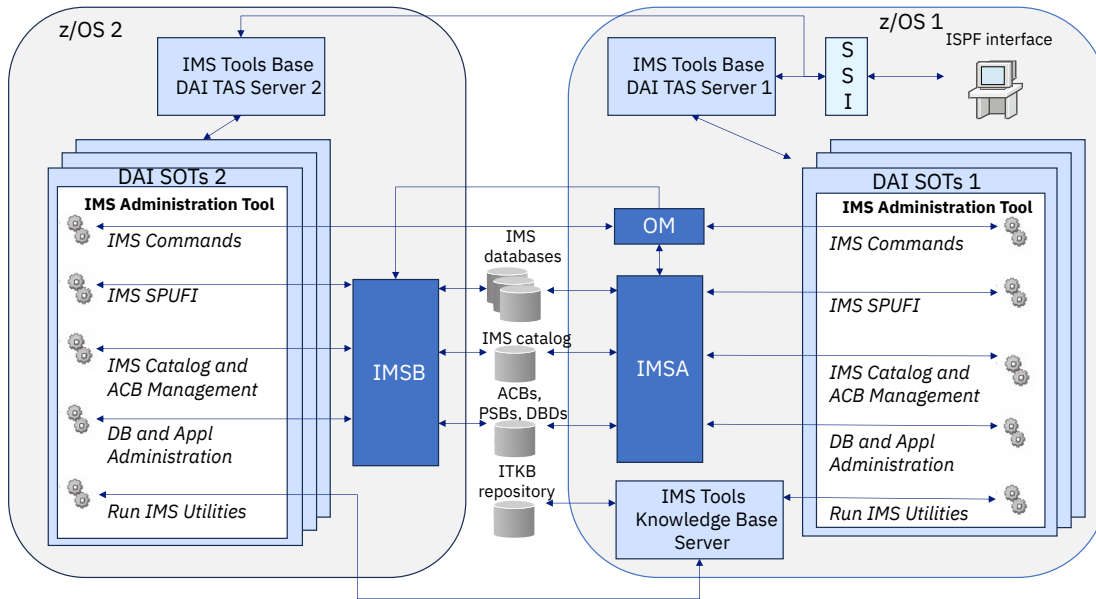 z/OS 2
IMS Tools Base
DAI TAS Server 2
DAI SOTs 2
IMS Administration Tool
IMS Commands
IMS SPUFI
IMS Catalog and
ACB Management
DB and Appl
Administration
Run IMS Utilities
IMSB
IMS
databases
IMS catalog
ACBs,
PSBs, DBDs
ITKB
repository
z/OS 1
ISPF interface
IMS Tools Base
DAI TAS Server 1
S
S
I
OM
IMSA
IMS Tools
Knowledge Base
Server
DAI SOTs 1
IMS Administration Tool
IMS Commands
IMS SPUFI
IMS Catalog and
ACB Management
DB and Appl
Administration
Run IMS Utilities